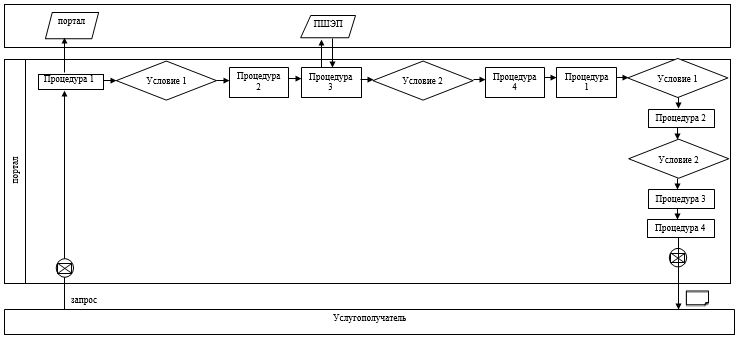 портал
ПШЭП
портал
Процедура 1
Условие 1
Процедура
2
Процедура
3
Условие 2
Процедура
4
Процедура
1
Условие 1
Процедура 2
Условие 2
Процедура 3
Процедура 4
запрос
Услугополучатель